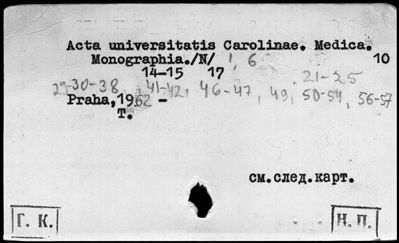 Acta universitatis Carolinae. Medica.
Monographia./N/ 1, 6 10
14-15 17 21-25
29-30-38, 41-42, 46-47, 49, 50-54, 56-57
Praha, 1962 -
T.
см.след.карт.
Г. К. Н. П.